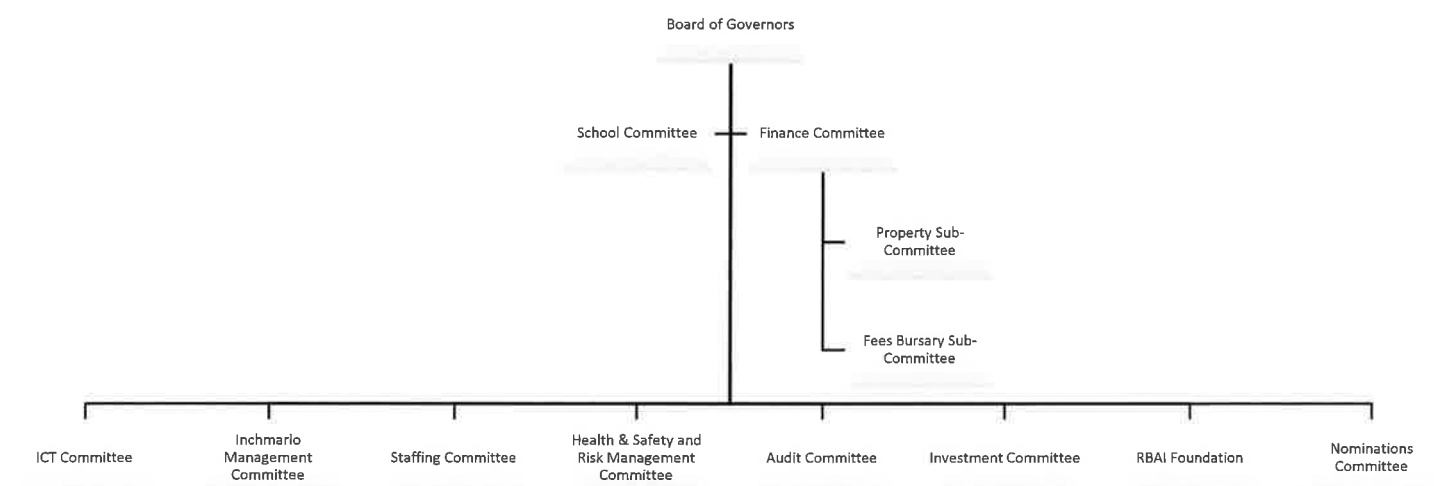 Board of Governors
School Committee
Finance Committee
Property Sub-
Committee
Fees Bursary Sub-
Committee
ICT Committee
Inchmarlo
Management
Committee
Staffing Committee
Health & Safety and
Risk Management
Committee
Audit Committee
Investment Committee
RBAI Foundation
Nominations
Committee